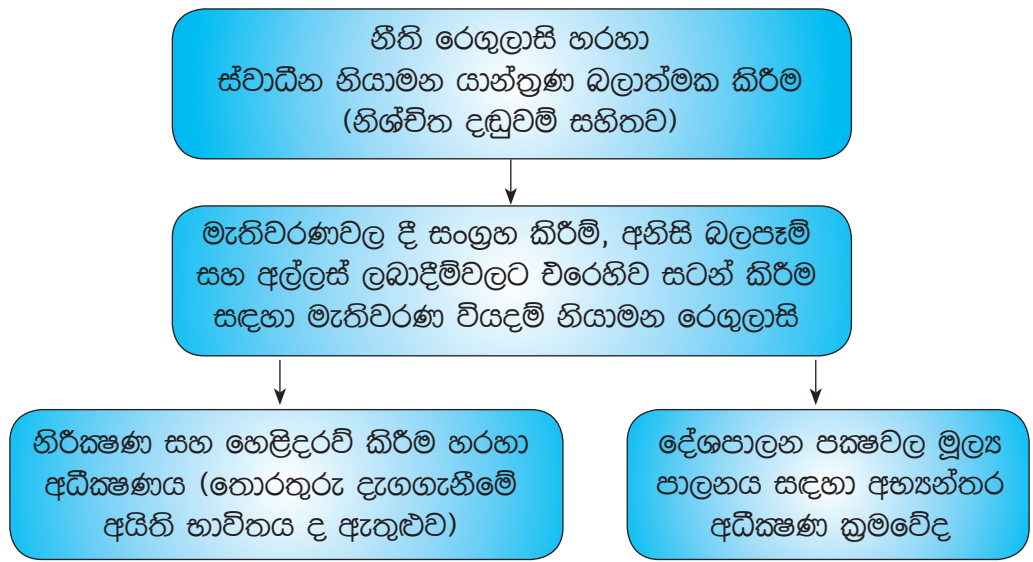 නීති රෙගුලාසි හරහා
ස්වාධීන නියාමන යාන්ත්‍රණ බලාත්මක කිරීම
(නිශ්චිත දඬුවම් සහිතව)
මැතිවරණවල දී සංග්‍රහ කිරීම්, අනිසි බලපෑම්
සහ අල්ලස් ලබාදීම්වලට එරෙහිව සටන් කිරීම
සඳහා මැතිවරණ වියදම් නියාමන රෙගුලාසි
නිරීක්‍ෂණ සහ හෙළිදරව් කිරීම හරහා
අධීක්‍ෂණය (තොරතුරු දැනගැනීමේ
අයිති භාවිතය ද ඇතුළුව)
දේශපාලන පක්‍ෂවල මූල්‍ය
පාලනය සඳහා අභ්‍යන්තර
අධීක්‍ෂණ ක්‍රමවේද